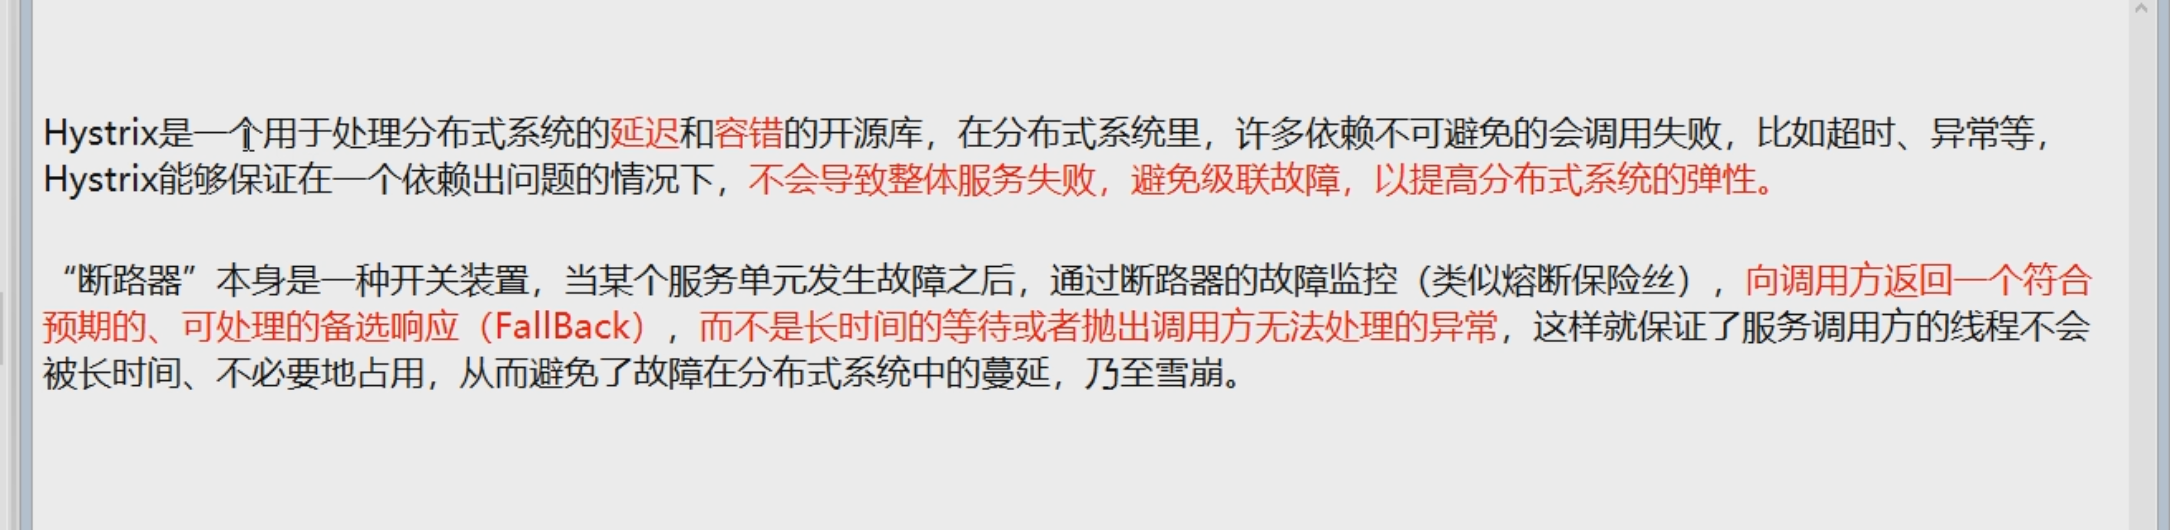 Hystrix是一个用于处理分布式系统的延迟和容错的开源库，在分布式系统里，许多依赖不可避免的会调用失败，比如超时、异常等，
Hystrix能够保证在一个依赖出问题的情况下，不会导致整体服务失败，避免级联故障，以提高分布式系统的弹性。
“断路器”本身是一种开关装置，当某个服务单元发生故障之后，通过断路器的故障监控（类似熔断保险丝），向调用方返回一个符合
预期的、可处理的备选响应（FallBack），而不是长时间的等待或者抛出调用方无法处理的异常，这样就保证了服务调用方的线程不会
被长时间、不必要地占用，从而避免了故障在分布式系统中的蔓延，乃至雪崩。